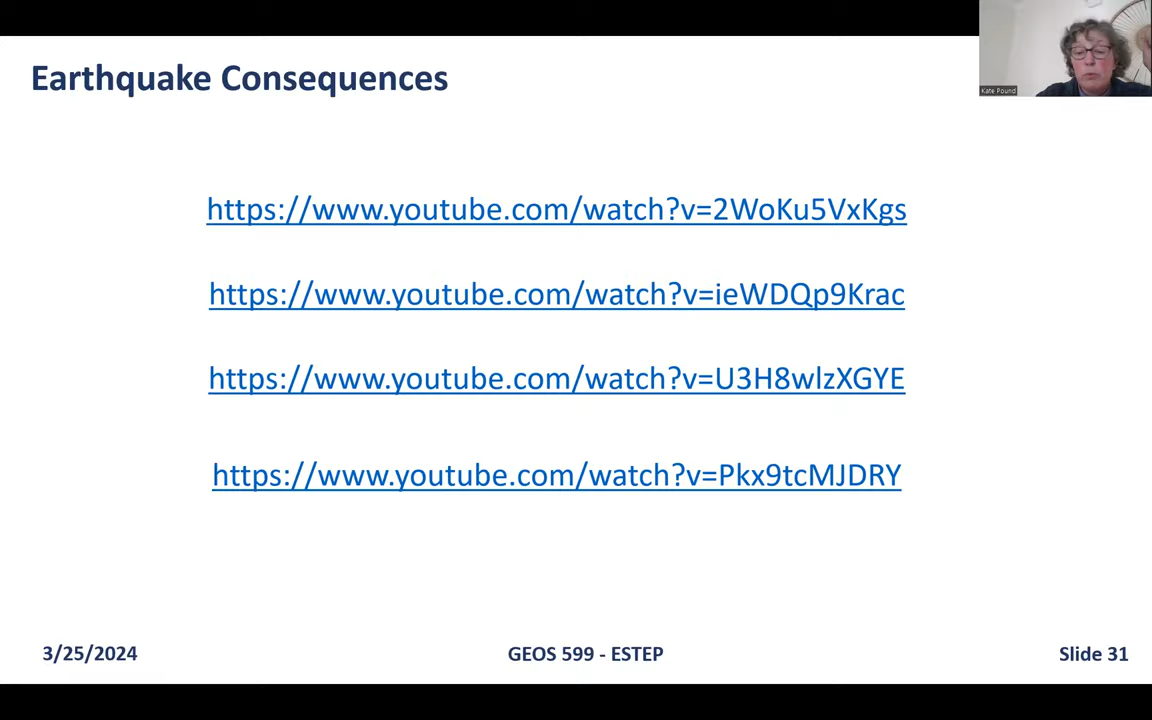 Earthquake Consequences
Kate Pound
https://www.youtube.com/watch?v=2WoKu5VxKgs
https://www.youtube.com/watch?v=ieWDQp9Krac
https://www.youtube.com/watch?v=U3H8wlzXGYE
https://www.youtube.com/watch?v=Pkx9tcMJDRY
3/25/2024
GEOS 599 - ESTEP
Slide 31